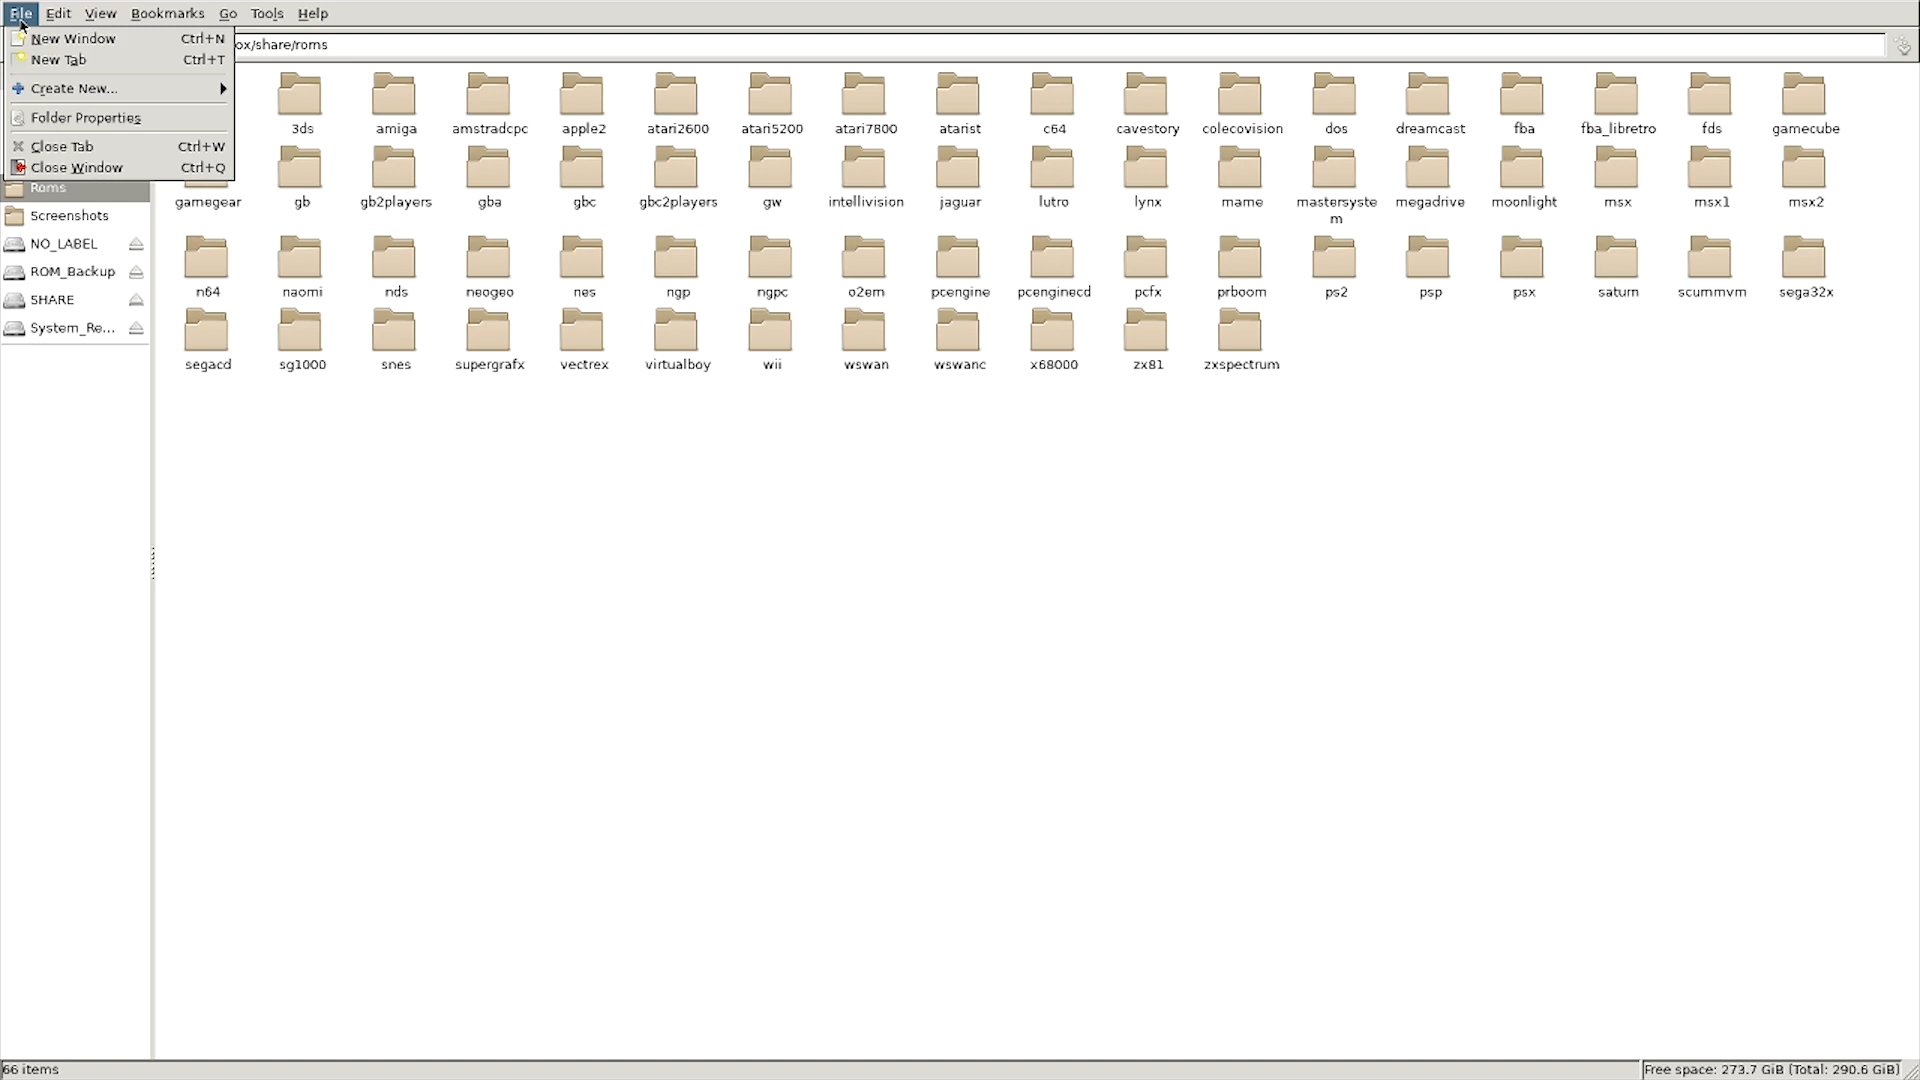 File Edit View Bookmarks Go Tools Help
New Window Ctrl+N
New Tab Ctrl+T
Create New...
Folder Properties
Close Tab Ctrl+W
Close Window Ctrl+Q
ox/share/roms
Roms
Screenshots
NO_LABEL
ROM_Backup
SHARE
System_Re...
3ds amiga amstradcpc apple2 atari2600 atari5200 atari7800 atarist c64 cavestory colecovision dos dreamcast fba fba_libretro fds gamecube
gamegear gb gb2players gba gbc gbc2players gw intellivision jaguar lutro lynx mame mastersyste megadrive moonlight msx msx1 msx2
m
n64 naomi nds neogeo nes ngp ngpc o2em pcengine pcenginecd pcfx prboom ps2 psp psx saturn scummvm sega32x
segacd sg1000 snes supergrafx vectrex virtualboy wii wswan wswanc x68000 zx81 zxspectrum
66 items
Free space: 273.7 GiB (Total: 290.6 GiB)